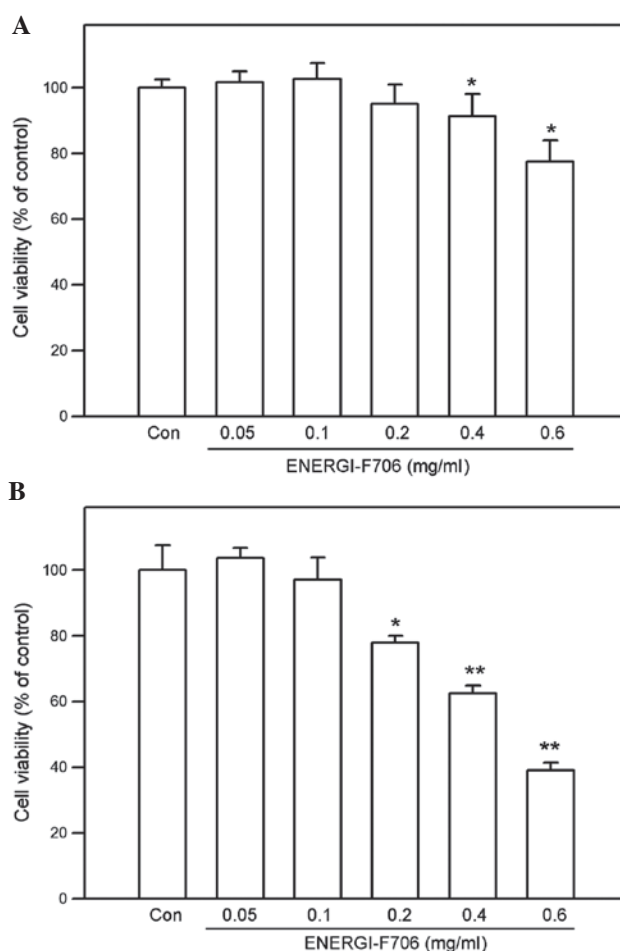 A
Cell viability (% of control)
100
80
60
40
20
0
*
*
Con 0.05 0.1 0.2 0.4 0.6
ENERGI-F706 (mg/ml)
B
Cell viability (% of control)
100
80
60
40
20
0
*
**
**
Con 0.05 0.1 0.2 0.4 0.6
ENERGI-F706 (mg/ml)